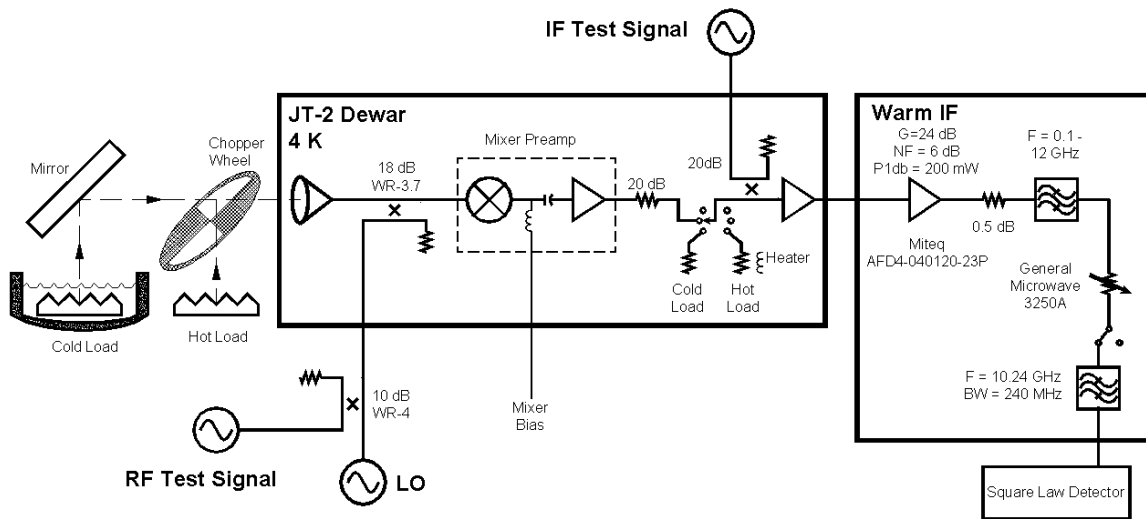 IF Test Signal
JT-2 Dewar
4 K
Mixer Preamp
18 dB
WR-3.7
20 dB
20dB
Heater
Cold
Load
Hot
Load
Warm IF
G=24 dB
NF = 6 dB
P1db = 200 mW
F = 0.1 -
12 GHz
0.5 dB
Miteq
AFD4-040120-23P
General
Microwave
3250A
F = 10.24 GHz
BW = 240 MHz
Square Law Detector
Mirror
Chopper
Wheel
Cold Load
Hot Load
10 dB
WR-4
Mixer
Bias
RF Test Signal
LO